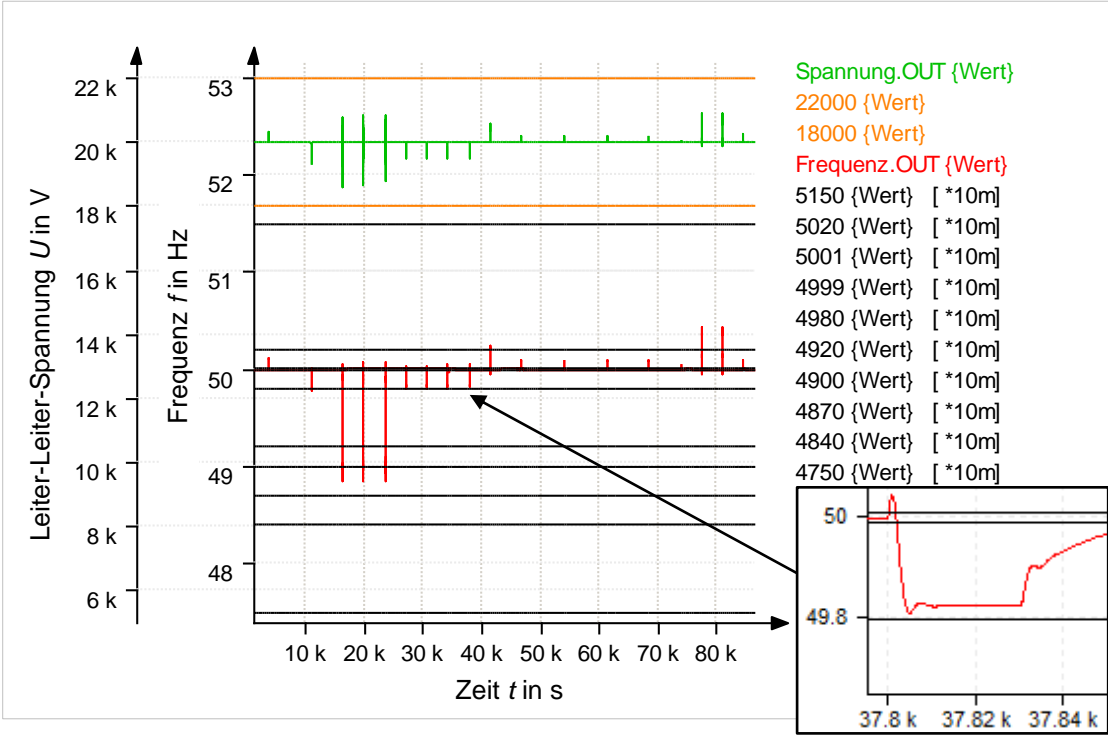 Leiter-Leiter-Spannung U in V
22 k
20 k
18 k
16 k
14 k
12 k
10 k
8 k
6 k
Frequenz f in Hz
53
52
51
50
49
48
10 k 20 k 30 k 40 k 50 k 60 k 70 k 80 k
Zeit t in s
Spannung.OUT {Wert}
22000 {Wert}
18000 {Wert}
Frequenz.OUT {Wert}
5150 {Wert} [ *10m]
5020 {Wert} [ *10m]
5001 {Wert} [ *10m]
4999 {Wert} [ *10m]
4980 {Wert} [ *10m]
4920 {Wert} [ *10m]
4900 {Wert} [ *10m]
4870 {Wert} [ *10m]
4840 {Wert} [ *10m]
4750 {Wert} [ *10m]
50
49.8
37.8 k 37.82 k 37.84 k